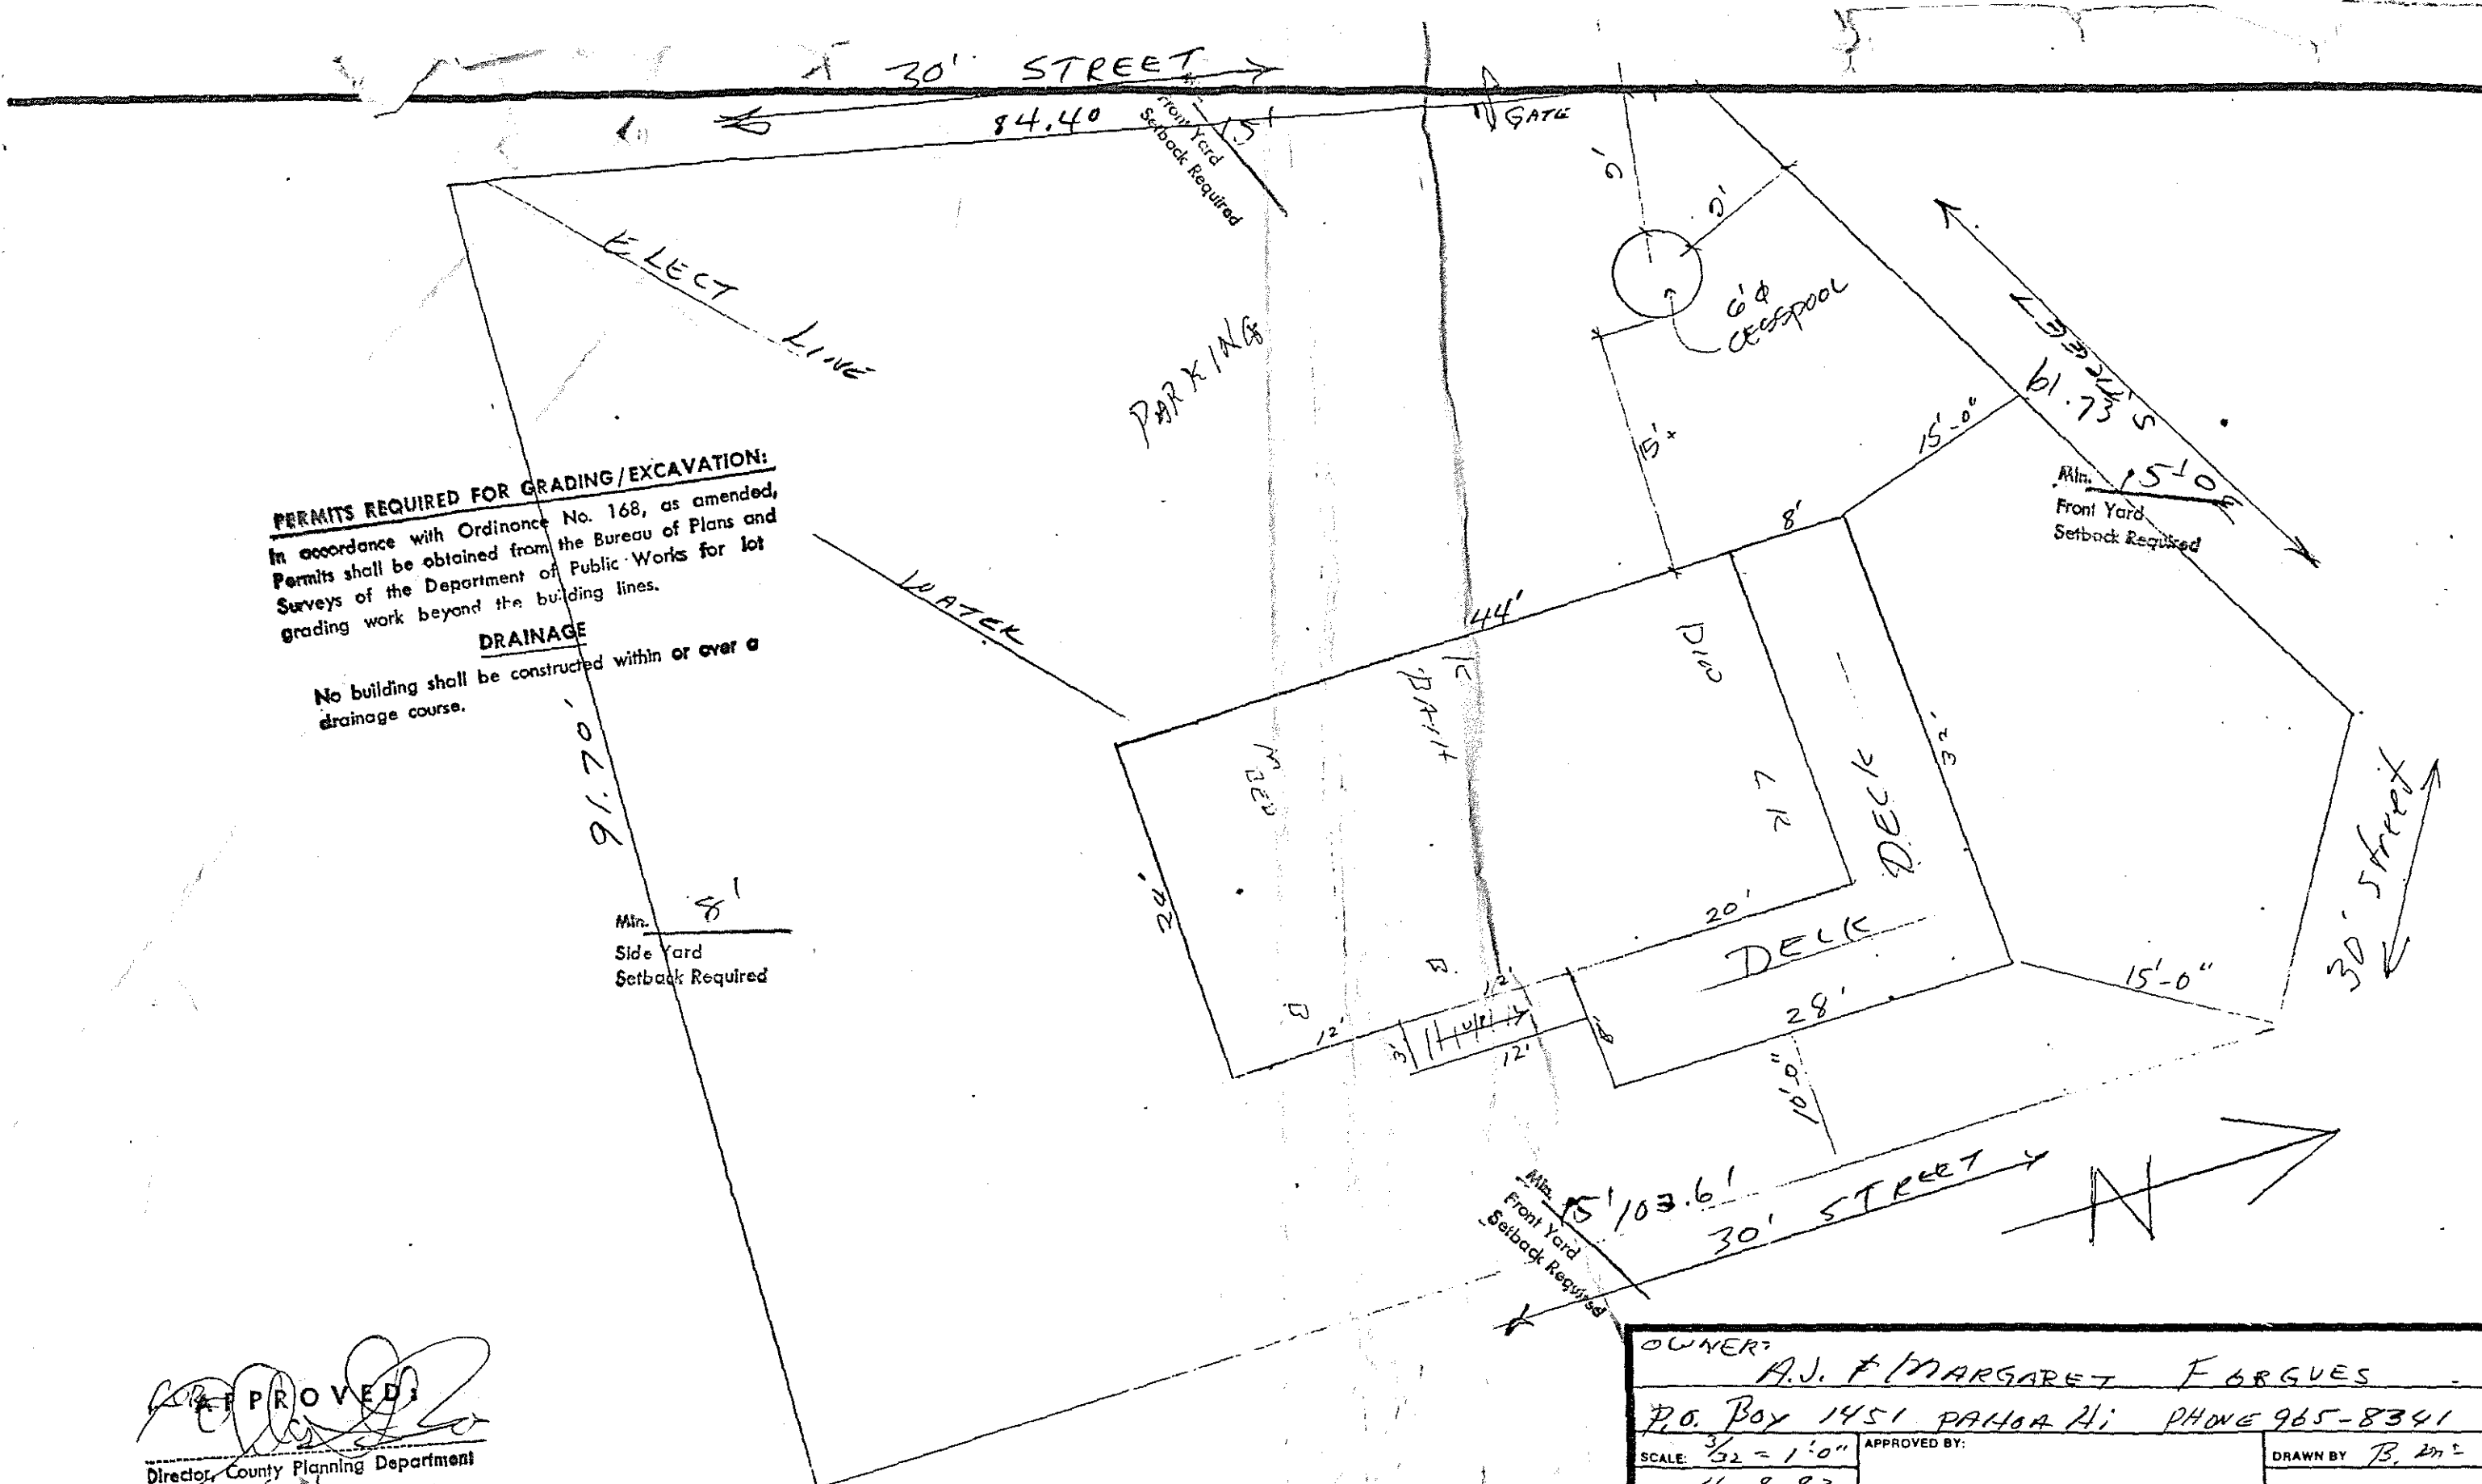 30' STREET
84.40
15'
Front Yard
Setback Required
GATE
ELECT LINE
PARKING
6'Φ
CESSPOOL
15'+
15'-0"
STREET
61.73
Min. 15'-0"
Front Yard
Setback Required
PERMITS REQUIRED FOR GRADING/EXCAVATION:
In accordance with Ordinance No. 168, as amended,
Permits shall be obtained from the Bureau of Plans and
Surveys of the Department of Public Works for lot
grading work beyond the building lines.
DRAINAGE
No building shall be constructed within or over a
drainage course.
WATER
8'
44'
K
BATH
DECK
32'
BED
LR
91.70'
24'
Min. 8'
Side Yard
Setback Required
20'
DECK
30' street
15'-0"
B
B
12'
12'
3'
UP
12'
8'
28'
10'-0"
Min. 15'
Front Yard
Setback Required
103.61
30' STREET
N
APPROVED:
Director, County Planning Department
OWNER:
A.J. & MARGARET FORGUES
P.O. Box 1451 PAHOA Hi PHONE 965-8341
SCALE: 3/32 = 1'-0"
APPROVED BY:
DRAWN BY B.